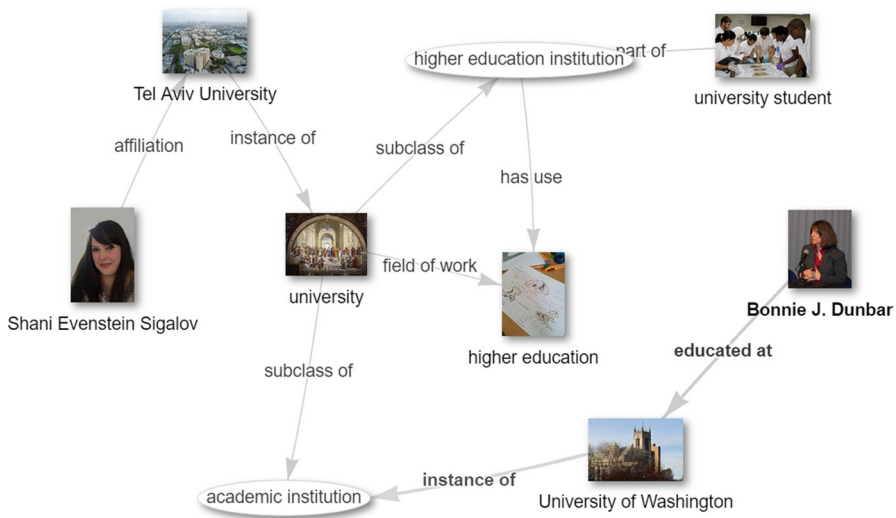 higher education institution
part of
Tel Aviv University
university student
affiliation
instance of
subclass of
has use
field of work
university
Shani Evenstein Sigalov
Bonnie J. Dunbar
higher education
educated at
subclass of
instance of
academic institution
University of Washington